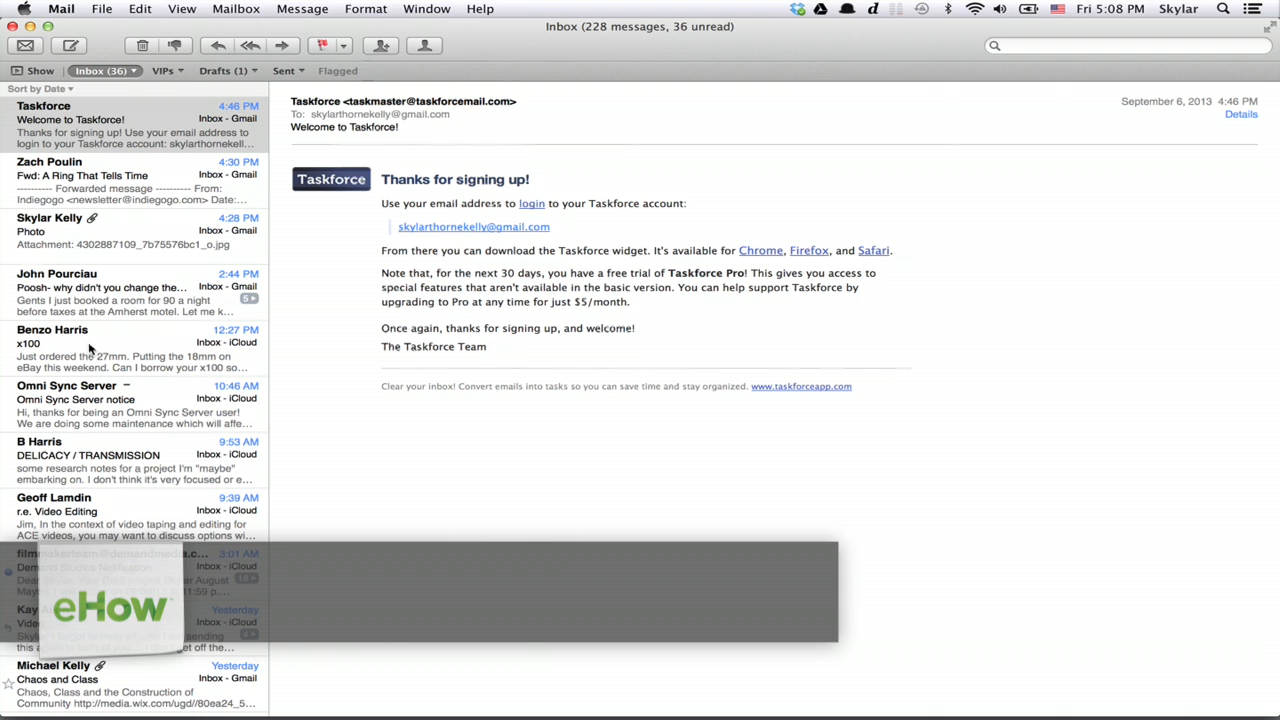 Mail File Edit View Mailbox Message Format Window Help
Fri 5:08 PM Skylar
Inbox (228 messages, 36 unread)
Show Inbox (36) VIPs Drafts (1) Sent Flagged
Sort by Date
Taskforce 4:46 PM
Welcome to Taskforce! Inbox - Gmail
Thanks for signing up! Use your email address to
login to your Taskforce account: skylarthornekell...
Zach Poulin 4:30 PM
Fwd: A Ring That Tells Time Inbox - Gmail
---------- Forwarded message ---------- From:
Indiegogo <newsletter@indiegogo.com> Date:...
Skylar Kelly 4:28 PM
Photo Inbox - Gmail
Attachment: 4302887109_7b75576bc1_o.jpg
John Pourciau 2:44 PM
Poosh- why didn't you change the... Inbox - Gmail
Gents I just booked a room for 90 a night 5
before taxes at the Amherst motel. Let me k...
Benzo Harris 12:27 PM
x100 Inbox - iCloud
Just ordered the 27mm. Putting the 18mm on
eBay this weekend. Can I borrow your x100 so...
Omni Sync Server 10:46 AM
Omni Sync Server notice Inbox - iCloud
Hi, thanks for being an Omni Sync Server user!
We are doing some maintenance which will affe...
B Harris 9:53 AM
DELICACY / TRANSMISSION Inbox - iCloud
some research notes for a project I'm "maybe"
embarking on. I don't think it's very focused or e...
Geoff Lamdin 9:39 AM
r.e. Video Editing Inbox - iCloud
Jim, In the context of video taping and editing for
ACE videos, you may want to discuss options wi...
filmmakerteam@demandmedia.c... 3:01 AM
Demand Studios Notification Inbox - iCloud
Yesterday
Inbox - iCloud
eHow
Michael Kelly Yesterday
Chaos and Class Inbox - Gmail
Chaos, Class and the Construction of
Community http://media.wix.com/ugd//80ea24_5...
Taskforce <taskmaster@taskforcemail.com> September 6, 2013 4:46 PM
To: skylarthornekelly@gmail.com Details
Welcome to Taskforce!
Taskforce Thanks for signing up!
Use your email address to login to your Taskforce account:
skylarthornekelly@gmail.com
From there you can download the Taskforce widget. It's available for Chrome, Firefox, and Safari.
Note that, for the next 30 days, you have a free trial of Taskforce Pro! This gives you access to
special features that aren't available in the basic version. You can help support Taskforce by
upgrading to Pro at any time for just $5/month.
Once again, thanks for signing up, and welcome!
The Taskforce Team
Clear your inbox! Convert emails into tasks so you can save time and stay organized. www.taskforceapp.com